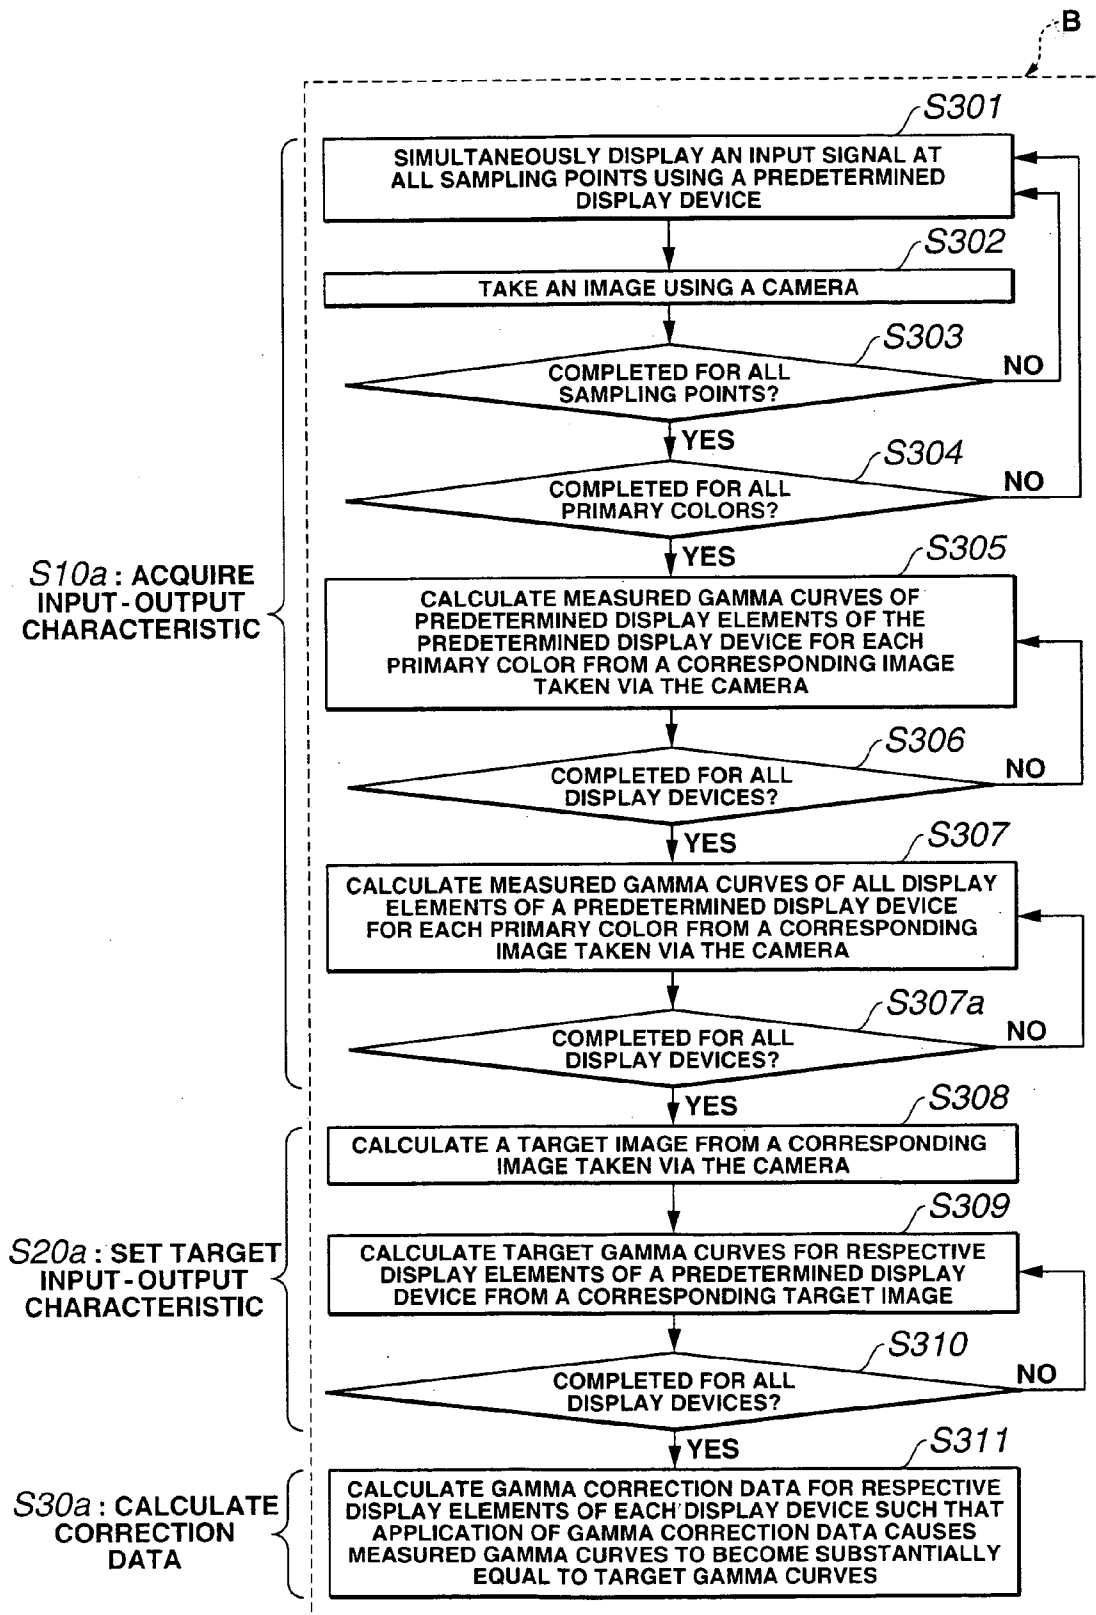 B
S301
SIMULTANEOUSLY DISPLAY AN INPUT SIGNAL AT
ALL SAMPLING POINTS USING A PREDETERMINED
DISPLAY DEVICE
S302
TAKE AN IMAGE USING A CAMERA
S303
COMPLETED FOR ALL
SAMPLING POINTS?
NO
YES
S304
COMPLETED FOR ALL
PRIMARY COLORS?
NO
YES
S305
CALCULATE MEASURED GAMMA CURVES OF
PREDETERMINED DISPLAY ELEMENTS OF THE
PREDETERMINED DISPLAY DEVICE FOR EACH
PRIMARY COLOR FROM A CORRESPONDING IMAGE
TAKEN VIA THE CAMERA
S10a : ACQUIRE
INPUT-OUTPUT
CHARACTERISTIC
S306
COMPLETED FOR ALL
DISPLAY DEVICES?
NO
YES
S307
CALCULATE MEASURED GAMMA CURVES OF ALL DISPLAY
ELEMENTS OF A PREDETERMINED DISPLAY DEVICE
FOR EACH PRIMARY COLOR FROM A CORRESPONDING
IMAGE TAKEN VIA THE CAMERA
S307a
COMPLETED FOR ALL
DISPLAY DEVICES?
NO
YES
S308
CALCULATE A TARGET IMAGE FROM A CORRESPONDING
IMAGE TAKEN VIA THE CAMERA
S309
CALCULATE TARGET GAMMA CURVES FOR RESPECTIVE
DISPLAY ELEMENTS OF A PREDETERMINED DISPLAY
DEVICE FROM A CORRESPONDING TARGET IMAGE
S20a : SET TARGET
INPUT-OUTPUT
CHARACTERISTIC
S310
COMPLETED FOR ALL
DISPLAY DEVICES?
NO
YES
S311
CALCULATE GAMMA CORRECTION DATA FOR RESPECTIVE
DISPLAY ELEMENTS OF EACH DISPLAY DEVICE SUCH THAT
APPLICATION OF GAMMA CORRECTION DATA CAUSES
MEASURED GAMMA CURVES TO BECOME SUBSTANTIALLY
EQUAL TO TARGET GAMMA CURVES
S30a : CALCULATE
CORRECTION
DATA